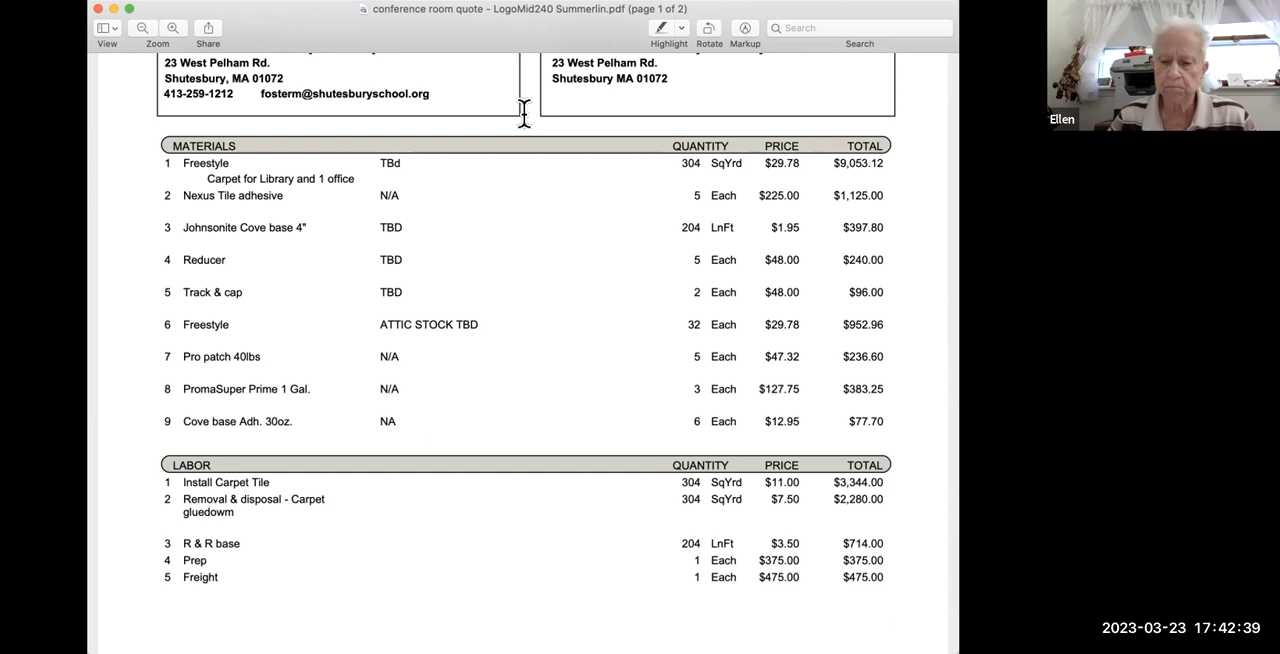 conference room quote - LogoMid240 Summerlin.pdf (page 1 of 2)
View Zoom Share Highlight Rotate Markup Search
Search
23 West Pelham Rd. 23 West Pelham Rd.
Shutesbury, MA 01072 Shutesbury MA 01072
413-259-1212 fosterm@shutesburyschool.org
Ellen
MATERIALS QUANTITY PRICE TOTAL
1 Freestyle TBd 304 SqYrd $29.78 $9,053.12
Carpet for Library and 1 office
2 Nexus Tile adhesive N/A 5 Each $225.00 $1,125.00
3 Johnsonite Cove base 4" TBD 204 LnFt $1.95 $397.80
4 Reducer TBD 5 Each $48.00 $240.00
5 Track & cap TBD 2 Each $48.00 $96.00
6 Freestyle ATTIC STOCK TBD 32 Each $29.78 $952.96
7 Pro patch 40lbs N/A 5 Each $47.32 $236.60
8 PromaSuper Prime 1 Gal. N/A 3 Each $127.75 $383.25
9 Cove base Adh. 30oz. NA 6 Each $12.95 $77.70
LABOR QUANTITY PRICE TOTAL
1 Install Carpet Tile 304 SqYrd $11.00 $3,344.00
2 Removal & disposal - Carpet 304 SqYrd $7.50 $2,280.00
gluedowm
3 R & R base 204 LnFt $3.50 $714.00
4 Prep 1 Each $375.00 $375.00
5 Freight 1 Each $475.00 $475.00
2023-03-23 17:42:39